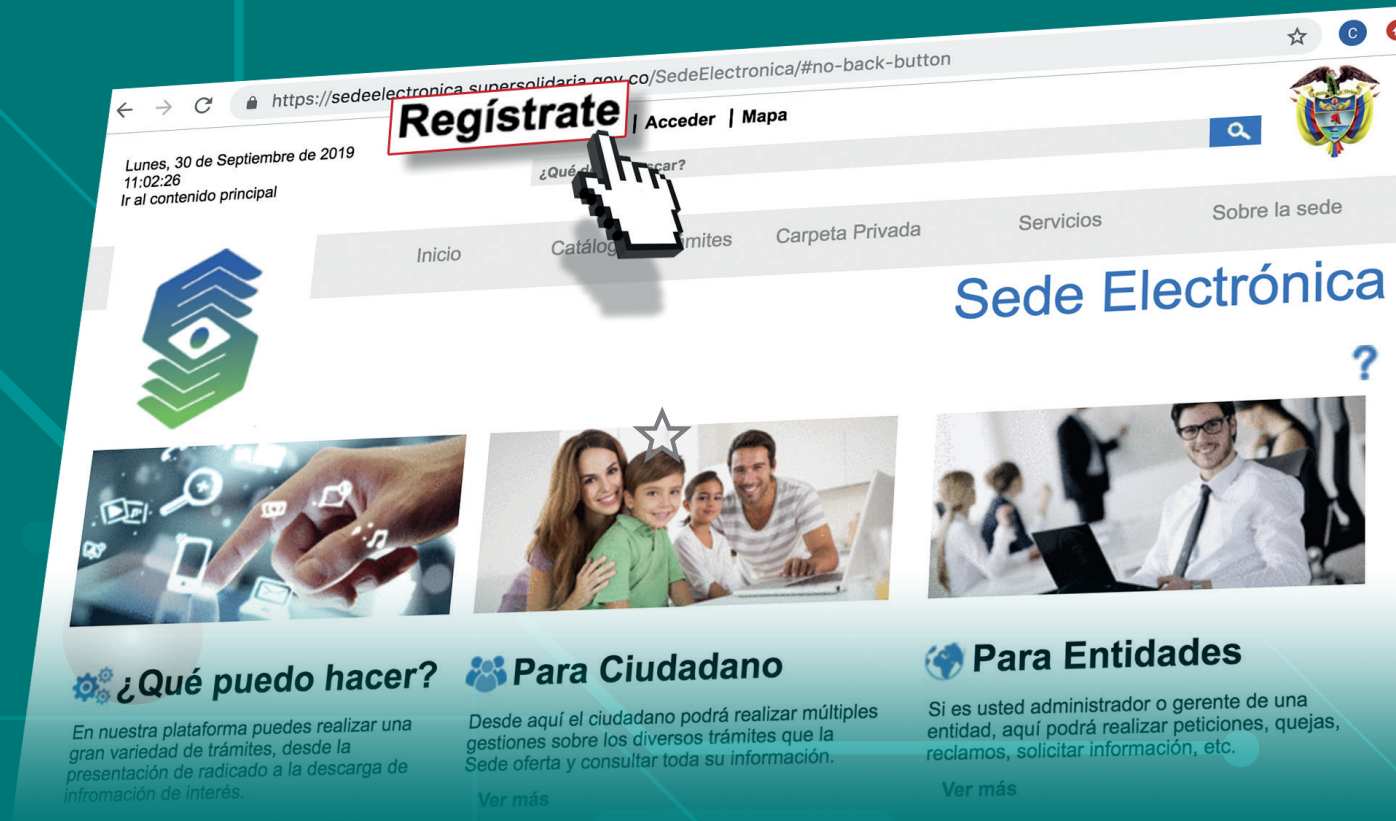 https://sedeelectronica.supersolidaria.gov.co/SedeElectronica/#no-back-button
C
Regístrate | Acceder | Mapa
Lunes, 30 de Septiembre de 2019
11:02:26
Ir al contenido principal
¿Qué
Inicio
Carpeta Privada
Servicios
Sobre la sede
Sede Electrónica
?
¿Qué puedo hacer?
En nuestra plataforma puedes realizar una
gran variedad de trámites, desde la
presentación de radicado a la descarga de
infromación de interés.
Para Ciudadano
Desde aquí el ciudadano podrá realizar múltiples
gestiones sobre los diversos trámites que la
Sede oferta y consultar toda su información.
Ver más
Para Entidades
Si es usted administrador o gerente de una
entidad, aquí podrá realizar peticiones, quejas,
reclamos, solicitar información, etc.
Ver más